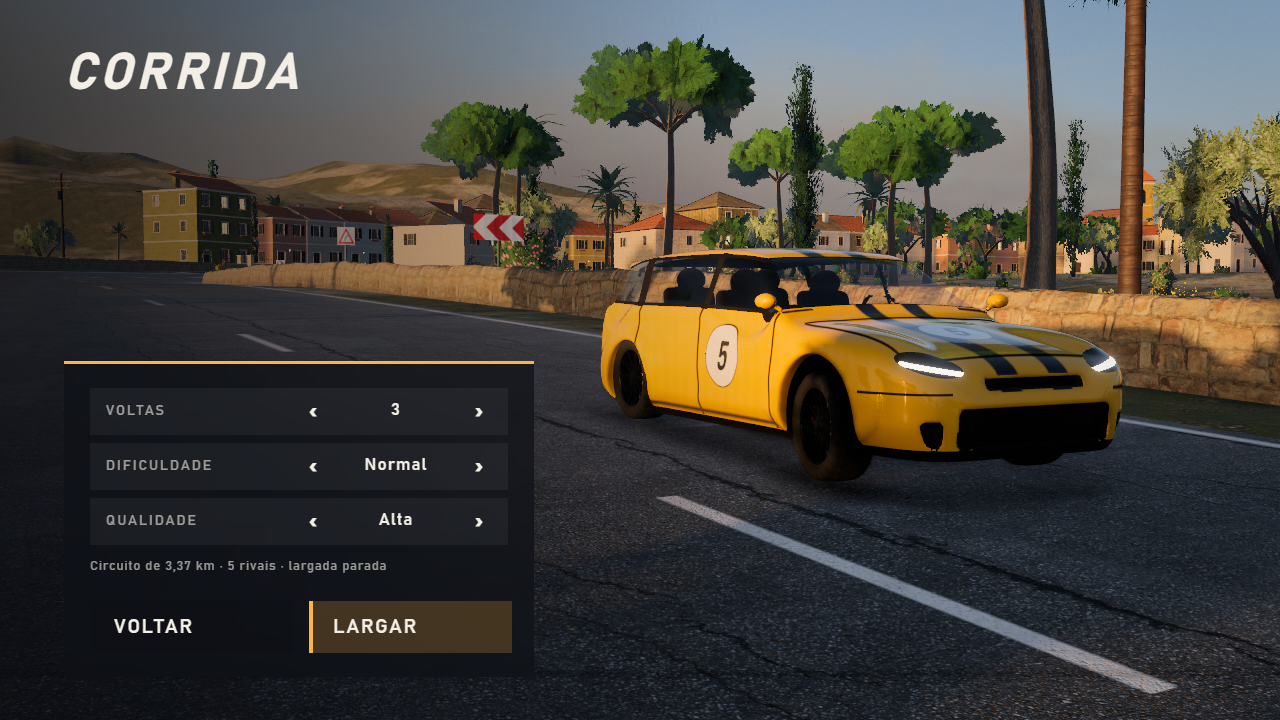 CORRIDA
VOLTAS ‹ 3 ›
DIFICULDADE ‹ Normal ›
QUALIDADE ‹ Alta ›
Circuito de 3,37 km · 5 rivais · largada parada
VOLTAR LARGAR
5